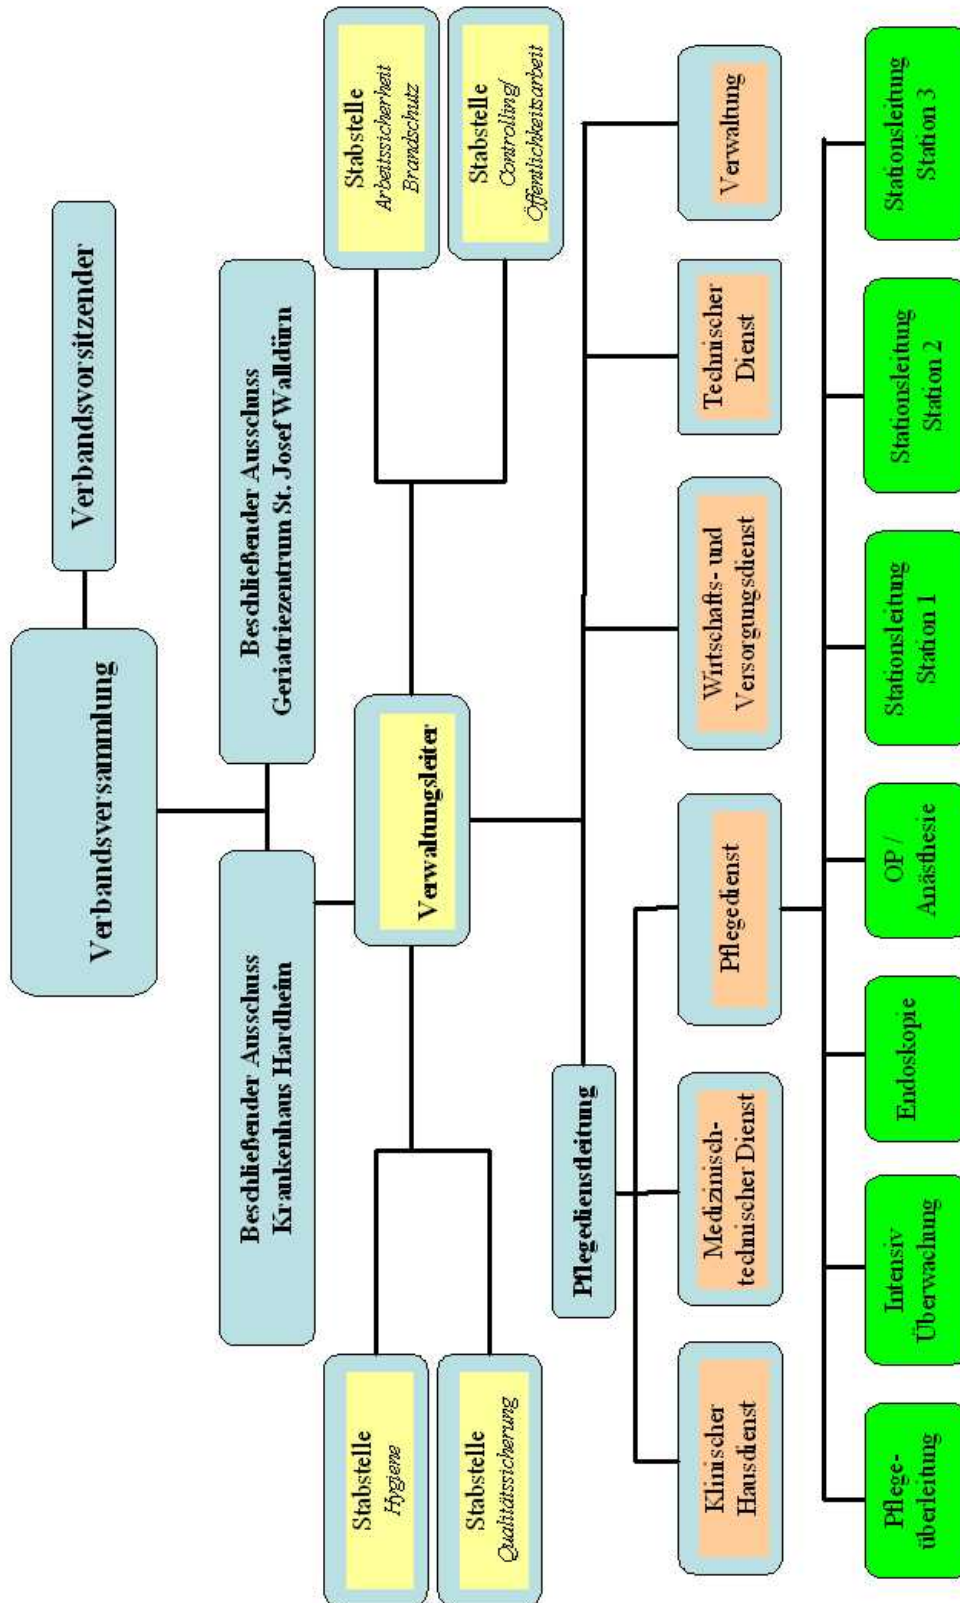 Verbandsversammlung
Verbandsvorsitzender
Beschließender Ausschuss
Krankenhaus Hardheim
Beschließender Ausschuss
Geriatriezentrum St. Josef Walldürn
Stabstelle
Hygiene
Stabstelle
Qualitätssicherung
Verwaltungsleiter
Stabstelle
Arbeitssicherheit
Brandschutz
Stabstelle
Controlling/
Öffentlichkeitsarbeit
Pflegedienstleitung
Klinischer
Hausdienst
Medizinisch-
technischer Dienst
Pflegedienst
Wirtschafts- und
Versorgungsdienst
Technischer
Dienst
Verwaltung
Pflege-
überleitung
Intensiv
Überwachung
Endoskopie
OP /
Anästhesie
Stationsleitung
Station 1
Stationsleitung
Station 2
Stationsleitung
Station 3